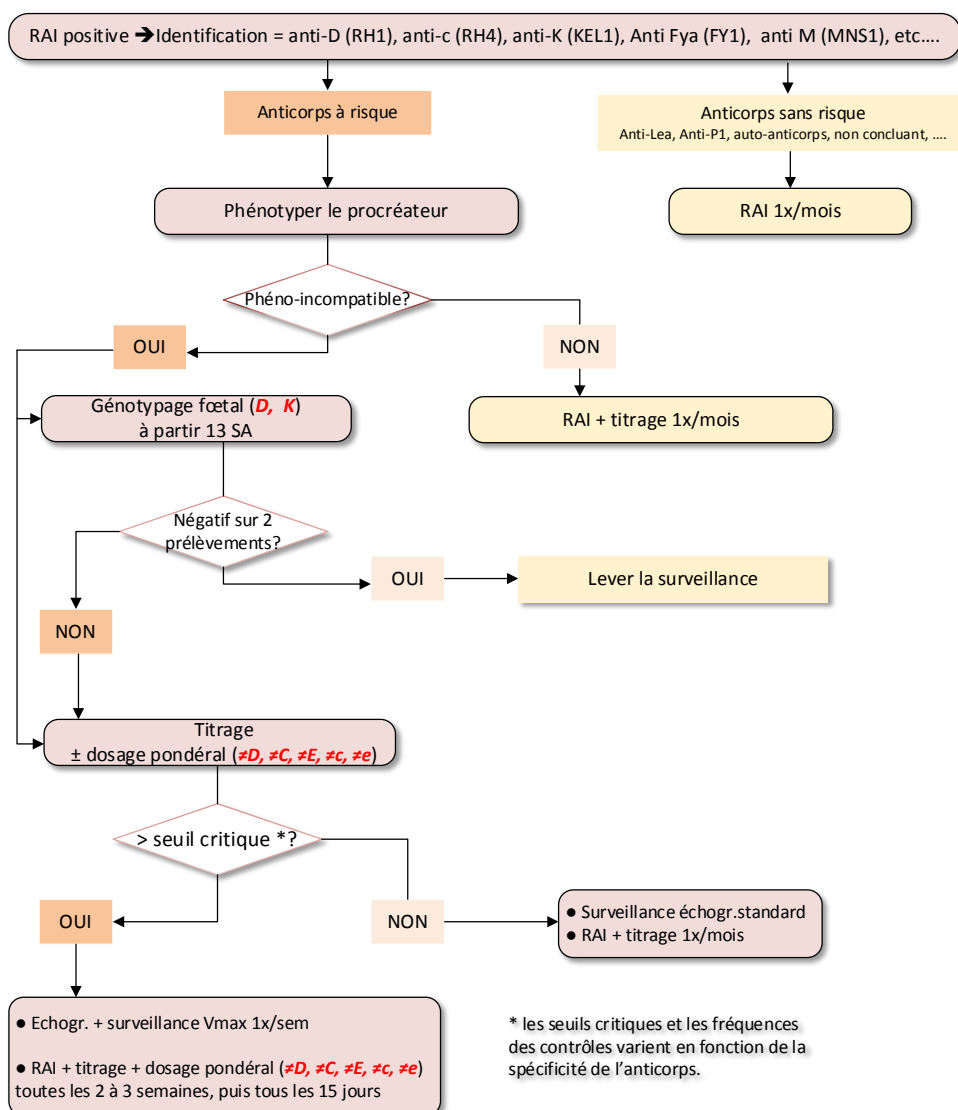 RAI positive ➔Identification = anti-D (RH1), anti-c (RH4), anti-K (KEL1), Anti Fya (FY1), anti M (MNS1), etc....
Anticorps à risque
Anticorps sans risque
Anti-Lea, Anti-P1, auto-anticorps, non concluant, ....
Phénotyper le procréateur
RAI 1x/mois
Phéno-incompatible?
OUI
NON
Génotypage fœtal (D, K)
à partir 13 SA
RAI + titrage 1x/mois
Négatif sur 2
prélèvements?
OUI
Lever la surveillance
NON
Titrage
± dosage pondéral (≠D, ≠C, ≠E, ≠c, ≠e)
> seuil critique *?
OUI
NON
● Surveillance échogr.standard
● RAI + titrage 1x/mois
● Echogr. + surveillance Vmax 1x/sem
● RAI + titrage + dosage pondéral (≠D, ≠C, ≠E, ≠c, ≠e)
toutes les 2 à 3 semaines, puis tous les 15 jours
* les seuils critiques et les fréquences
des contrôles varient en fonction de la
spécificité de l’anticorps.